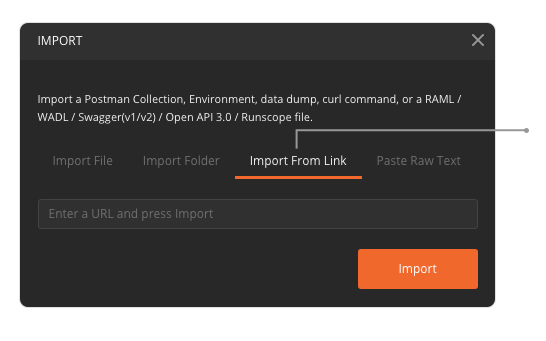 IMPORT
Import a Postman Collection, Environment, data dump, curl command, or a RAML /
WADL / Swagger(v1/v2) / Open API 3.0 / Runscope file.
Import File Import Folder Import From Link Paste Raw Text
Enter a URL and press Import
Import